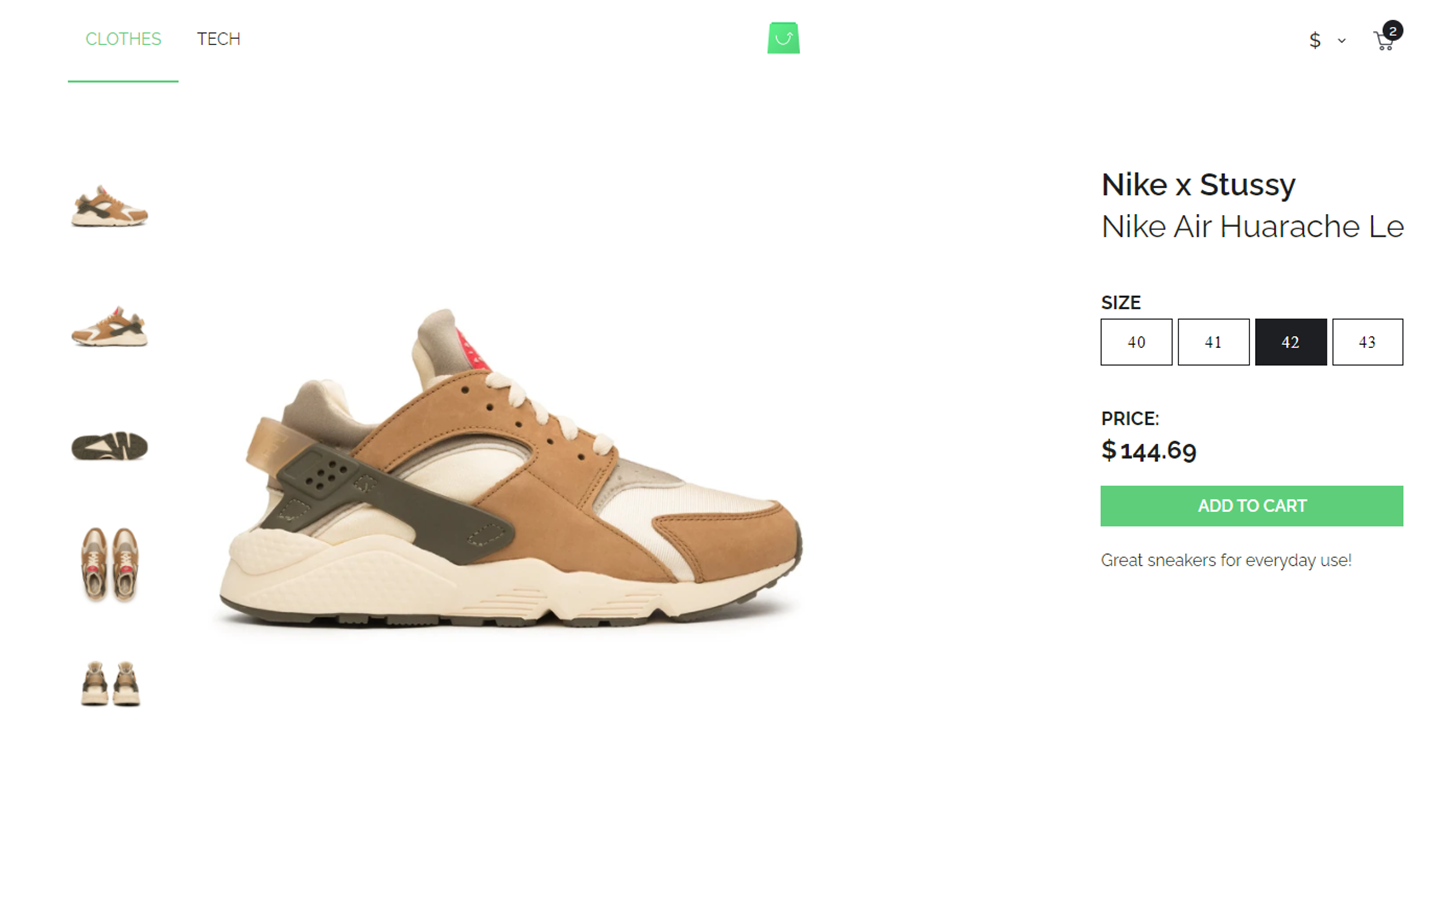 CLOTHES TECH
$ 2
Nike x Stussy
Nike Air Huarache Le
SIZE
40 41 42 43
PRICE:
$144.69
ADD TO CART
Great sneakers for everyday use!